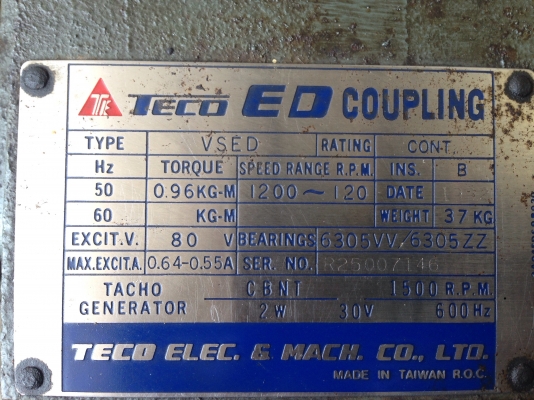 TECO ED COUPLING
TYPE VSED RATING CONT.
Hz TORQUE SPEED RANGE R.P.M. INS. B
50 0.96KG-M 1200~120 DATE
60 KG-M WEIGHT 37KG
EXCIT.V. 80 V BEARINGS 6305VV/6305ZZ
MAX.EXCIT.A. 0.64-0.55A SER. NO. R25007146
TACHO CBNT 1500 R.P.M.
GENERATOR 2W 30V 600Hz
TECO ELEC. & MACH. CO., LTD.
MADE IN TAIWAN R.O.C.